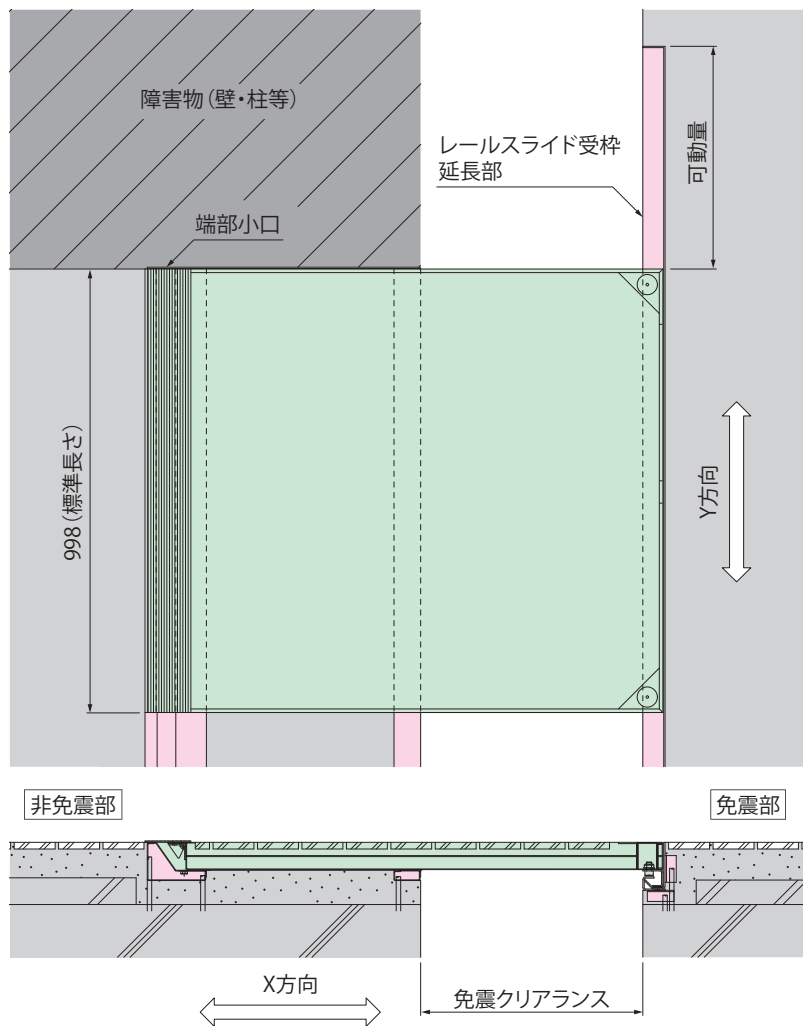 障害物（壁・柱等）
レールスライド受枠
延長部
可動量
端部小口
998（標準長さ）
Y方向
非免震部
免震部
X方向
免震クリアランス